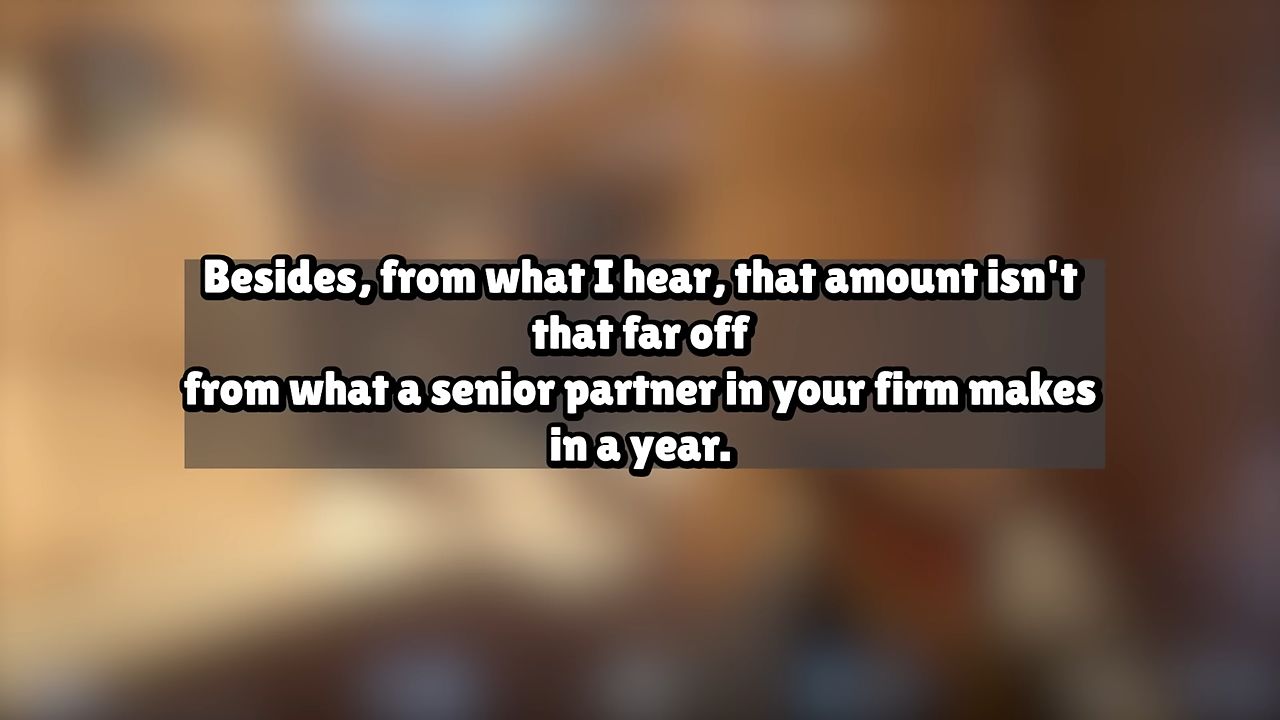 Besides, from what I hear, that amount isn't
that far off
from what a senior partner in your firm makes
in a year.